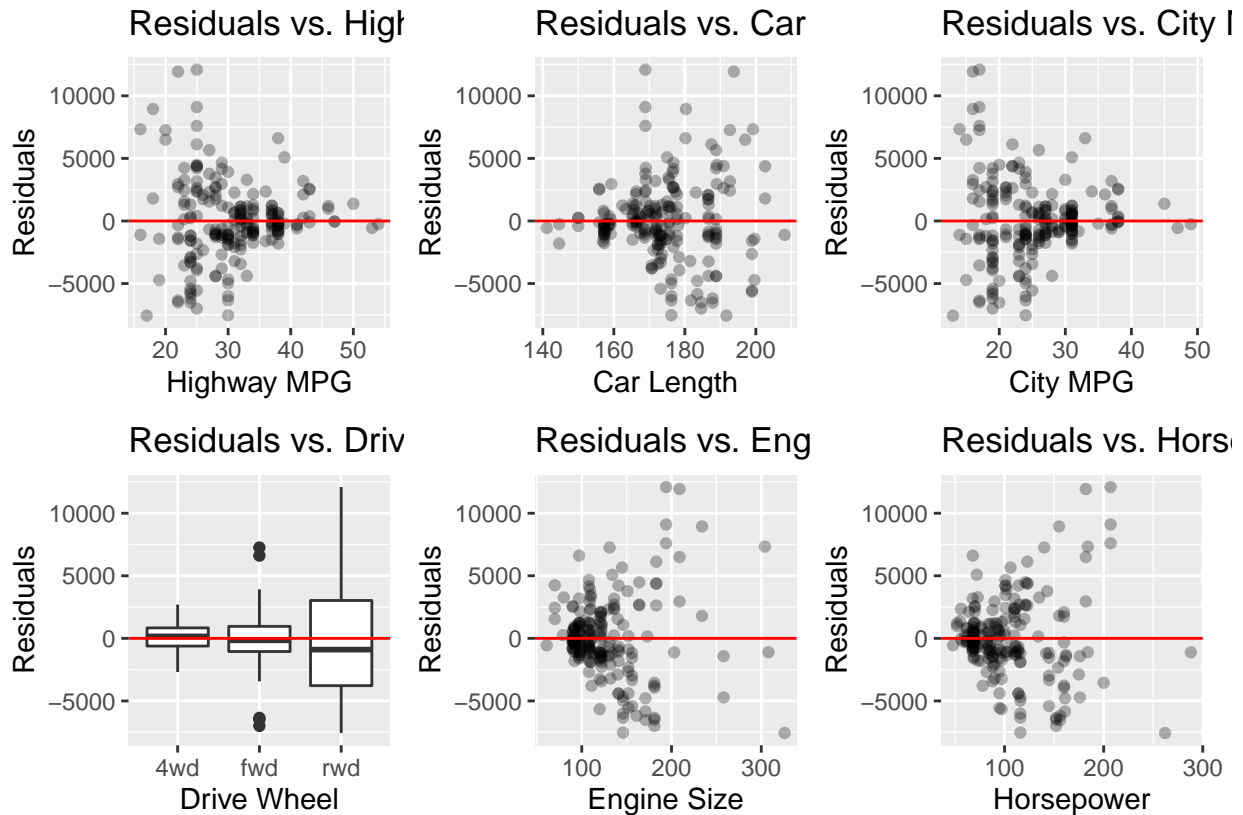 Residuals vs. High
10000
5000
0
−5000
Residuals
20 30 40 50
Highway MPG
Residuals vs. Car
10000
5000
0
−5000
Residuals
140 160 180 200
Car Length
Residuals vs. City
10000
5000
0
−5000
Residuals
20 30 40 50
City MPG
Residuals vs. Driv
10000
5000
0
−5000
Residuals
4wd fwd rwd
Drive Wheel
Residuals vs. Eng
10000
5000
0
−5000
Residuals
100 200 300
Engine Size
Residuals vs. Hors
10000
5000
0
−5000
Residuals
100 200 300
Horsepower